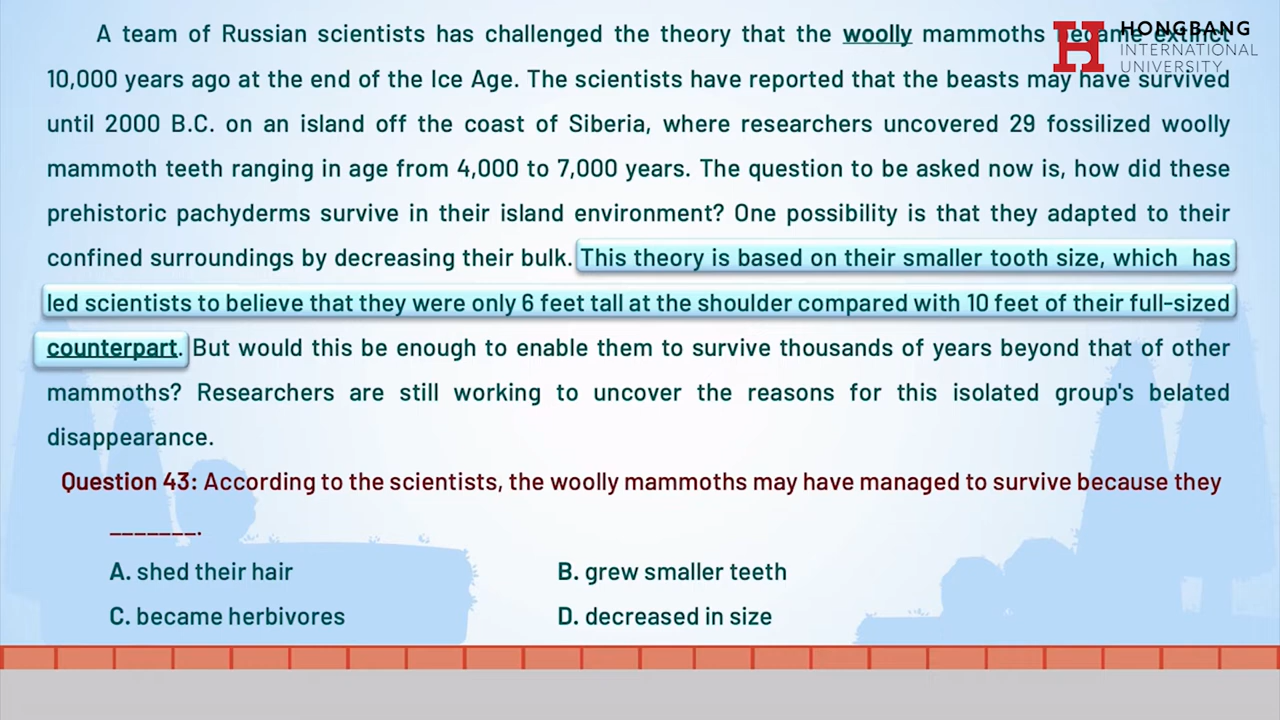 A team of Russian scientists has challenged the theory that the woolly mammoths became extinct
HONGBANG
INTERNATIONAL
UNIVERSITY
10,000 years ago at the end of the Ice Age. The scientists have reported that the beasts may have survived
until 2000 B.C. on an island off the coast of Siberia, where researchers uncovered 29 fossilized woolly
mammoth teeth ranging in age from 4,000 to 7,000 years. The question to be asked now is, how did these
prehistoric pachyderms survive in their island environment? One possibility is that they adapted to their
confined surroundings by decreasing their bulk. This theory is based on their smaller tooth size, which has
led scientists to believe that they were only 6 feet tall at the shoulder compared with 10 feet of their full-sized
counterpart. But would this be enough to enable them to survive thousands of years beyond that of other
mammoths? Researchers are still working to uncover the reasons for this isolated group's belated
disappearance.
Question 43: According to the scientists, the woolly mammoths may have managed to survive because they
_______.
A. shed their hair
B. grew smaller teeth
C. became herbivores
D. decreased in size